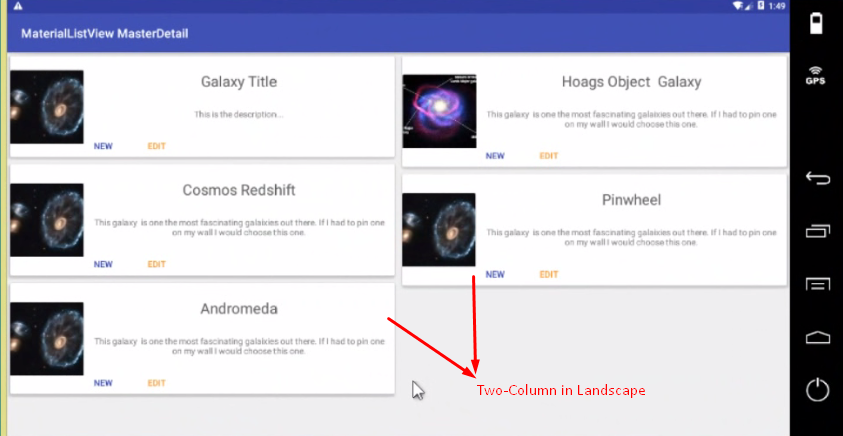 1:49
MaterialListView MasterDetail
Galaxy Title
This is the description...
NEW EDIT
Hoags Object Galaxy
This galaxy is one the most fascinating galaixies out there. If I had to pin one
on my wall I would choose this one.
NEW EDIT
Cosmos Redshift
This galaxy is one the most fascinating galaixies out there. If I had to pin one
on my wall I would choose this one.
NEW EDIT
Pinwheel
This galaxy is one the most fascinating galaixies out there. If I had to pin one
on my wall I would choose this one.
NEW EDIT
Andromeda
This galaxy is one the most fascinating galaixies out there. If I had to pin one
on my wall I would choose this one.
NEW EDIT
Two-Column in Landscape
GPS